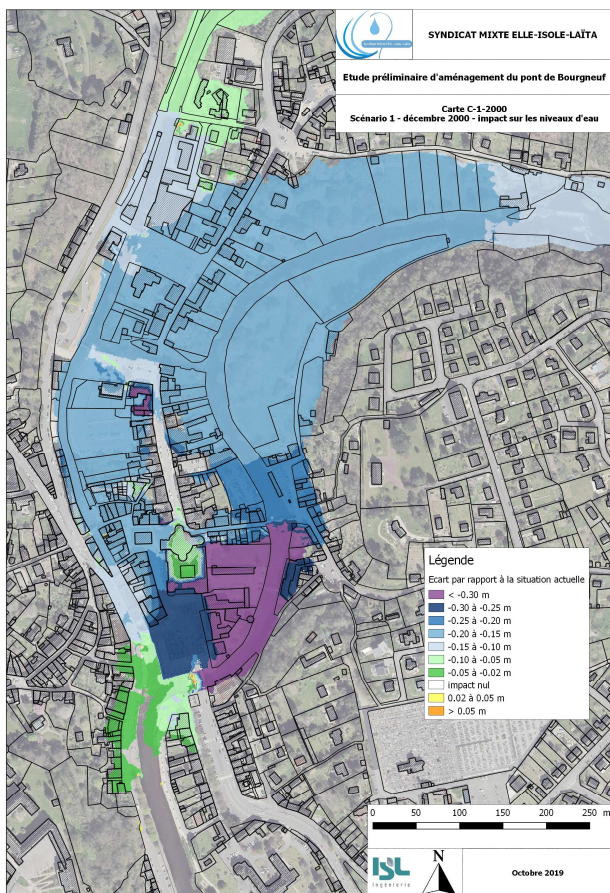 SYNDICAT MIXTE ELLE-ISOLE-LAÏTA
Etude préliminaire d'aménagement du pont de Bourgneuf
Carte C-1-2000
Scénario 1 - décembre 2000 - impact sur les niveaux d'eau
Légende
Ecart par rapport à la situation actuelle
< -0.30 m
-0.30 à -0.25 m
-0.25 à -0.20 m
-0.20 à -0.15 m
-0.15 à -0.10 m
-0.10 à -0.05 m
-0.05 à -0.02 m
impact nul
0.02 à 0.05 m
> 0.05 m
0 50 100 150 200 250 m
ISL
Ingénierie
N
Octobre 2019